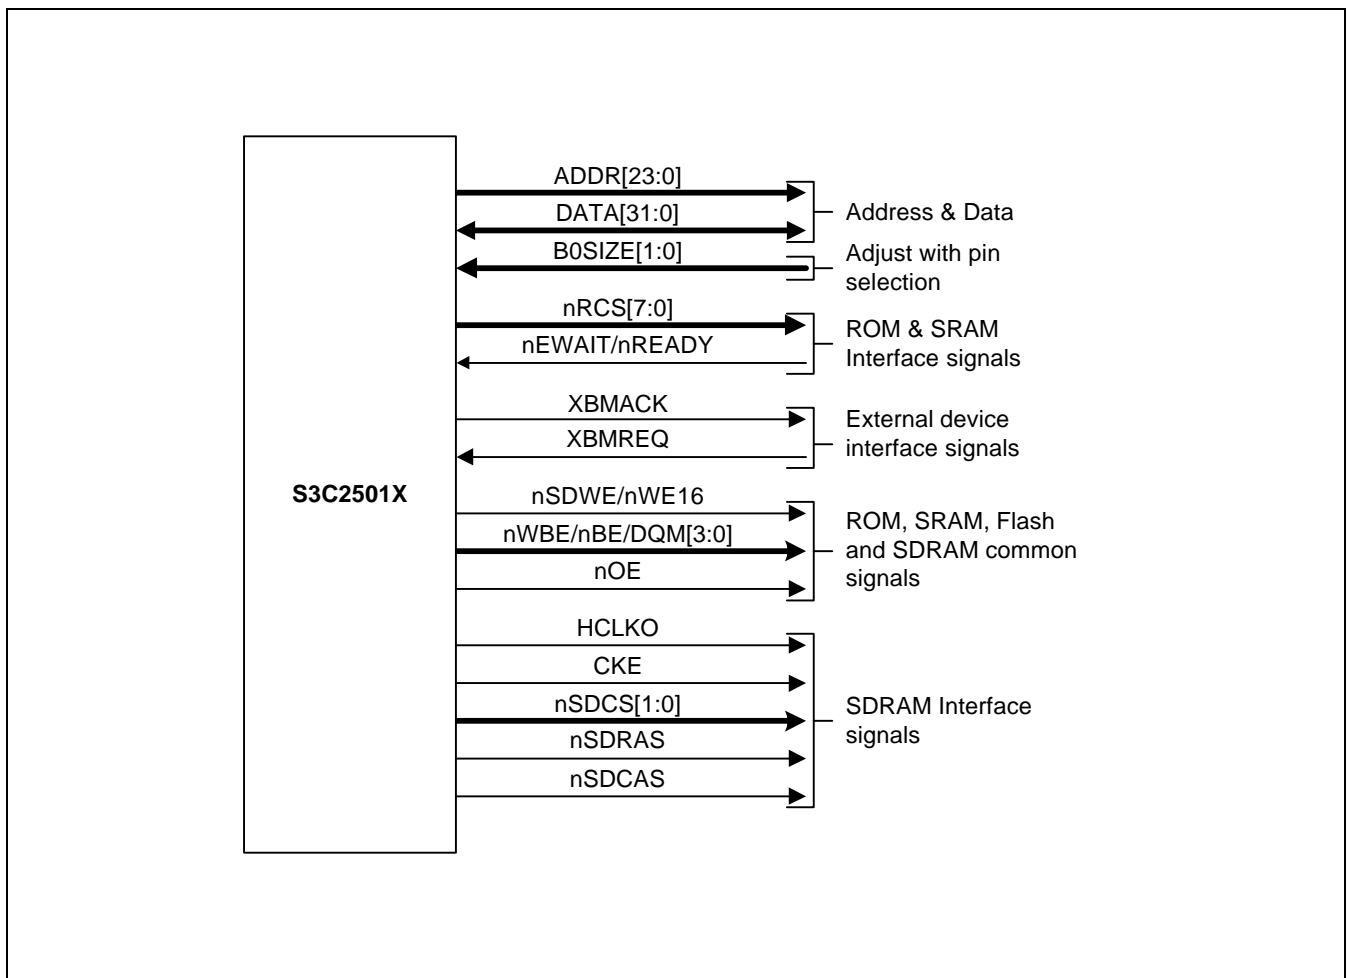 ADDR[23:0]
DATA[31:0]
Address & Data
B0SIZE[1:0]
Adjust with pin
selection
nRCS[7:0]
nEWAIT/nREADY
ROM & SRAM
Interface signals
XBMACK
XBMREQ
External device
interface signals
S3C2501X
nSDWE/nWE16
nWBE/nBE/DQM[3:0]
nOE
ROM, SRAM, Flash
and SDRAM common
signals
HCLKO
CKE
nSDCS[1:0]
nSDRAS
nSDCAS
SDRAM Interface
signals